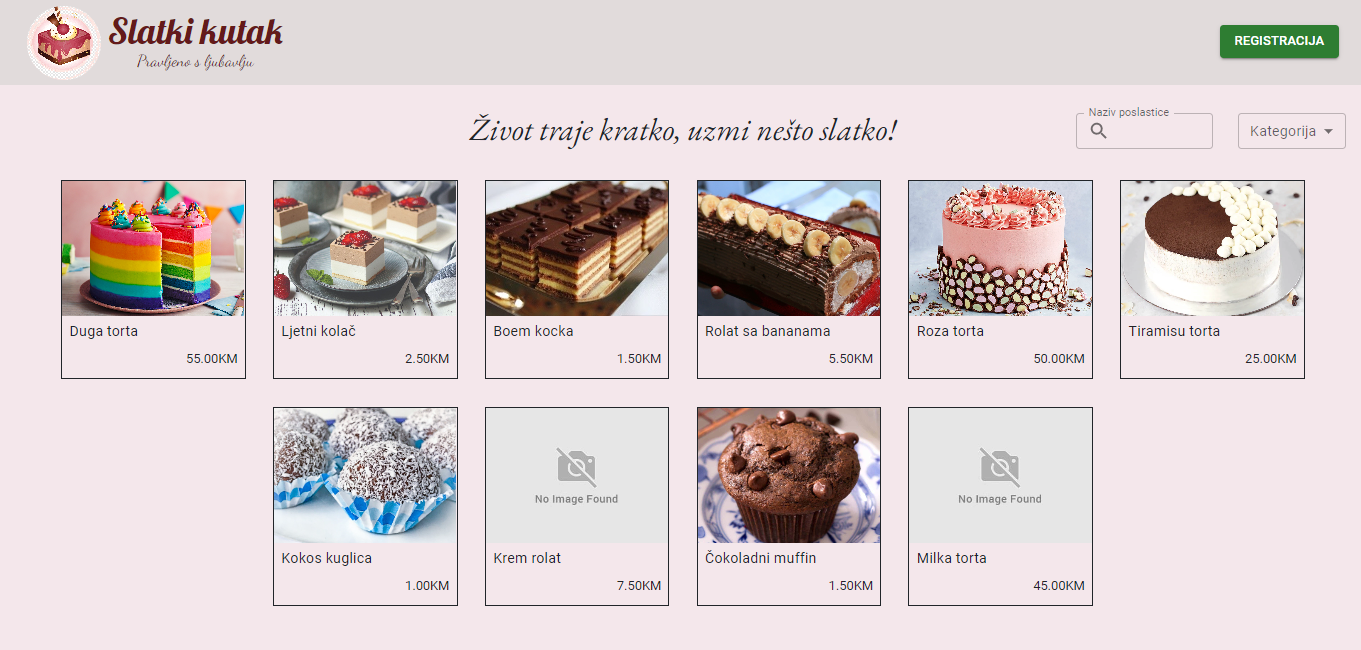 Slatki kutak
Pravljeno s ljubavlju
REGISTRACIJA
Život traje kratko, uzmi nešto slatko!
Naziv poslastice
Kategorija
Duga torta
55.00KM
Ljetni kolač
2.50KM
Boem kocka
1.50KM
Rolat sa bananama
5.50KM
Roza torta
50.00KM
Tiramisu torta
25.00KM
Kokos kuglica
1.00KM
No Image Found
Krem rolat
7.50KM
Čokoladni muffin
1.50KM
No Image Found
Milka torta
45.00KM